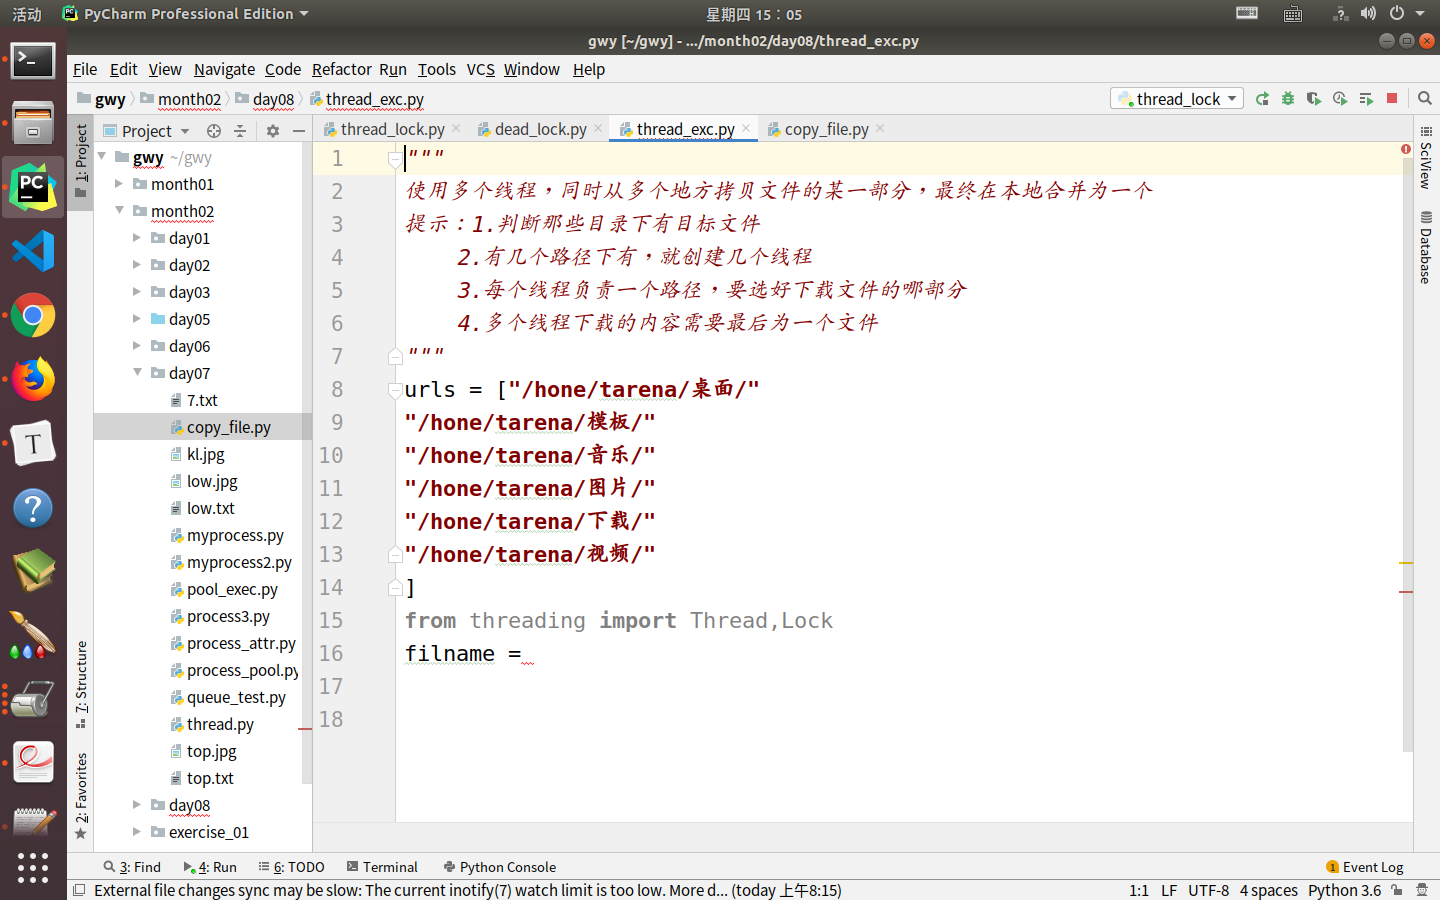 活动 PyCharm Professional Edition 星期四 15：05
gwy [~/gwy] - .../month02/day08/thread_exc.py
File Edit View Navigate Code Refactor Run Tools VCS Window Help
gwy month02 day08 thread_exc.py thread_lock
Project thread_lock.py dead_lock.py thread_exc.py copy_file.py
1: Project
7: Structure
2: Favorites
SciView
Database
gwy ~/gwy
month01
month02
day01
day02
day03
day05
day06
day07
7.txt
copy_file.py
kl.jpg
low.jpg
low.txt
myprocess.py
myprocess2.py
pool_exec.py
process3.py
process_attr.py
process_pool.py
queue_test.py
thread.py
top.jpg
top.txt
day08
exercise_01
1 """
2 使用多个线程，同时从多个地方拷贝文件的某一部分，最终在本地合并为一个
3 提示：1.判断那些目录下有目标文件
4 2.有几个路径下有，就创建几个线程
5 3.每个线程负责一个路径，要选好下载文件的哪部分
6 4.多个线程下载的内容需要最后为一个文件
7 """
8 urls = ["/hone/tarena/桌面/"
9 "/hone/tarena/模板/"
10 "/hone/tarena/音乐/"
11 "/hone/tarena/图片/"
12 "/hone/tarena/下载/"
13 "/hone/tarena/视频/"
14 ]
15 from threading import Thread,Lock
16 filname =
17
18
3: Find 4: Run 6: TODO Terminal Python Console 1 Event Log
External file changes sync may be slow: The current inotify(7) watch limit is too low. More d... (today 上午8:15) 1:1 LF UTF-8 4 spaces Python 3.6